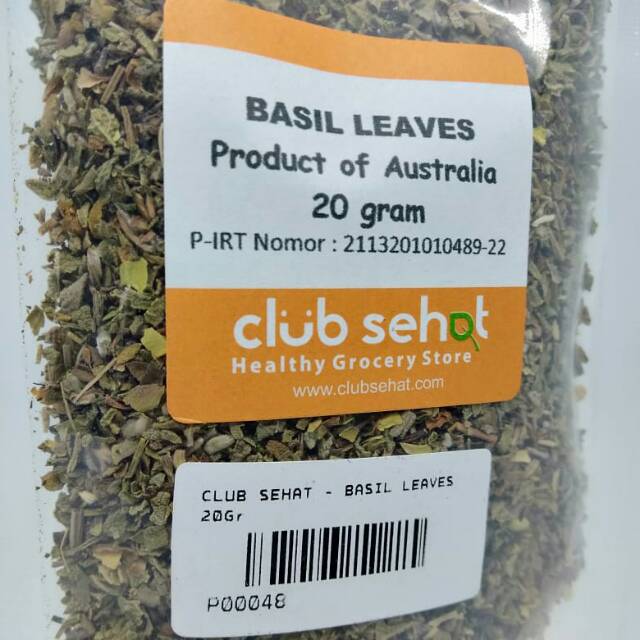 BASIL LEAVES
Product of Australia
20 gram
P-IRT Nomor : 2113201010489-22
club sehat
Healthy Grocery Store
www.clubsehat.com
CLUB SEHAT - BASIL LEAVES
20Gr
P00048